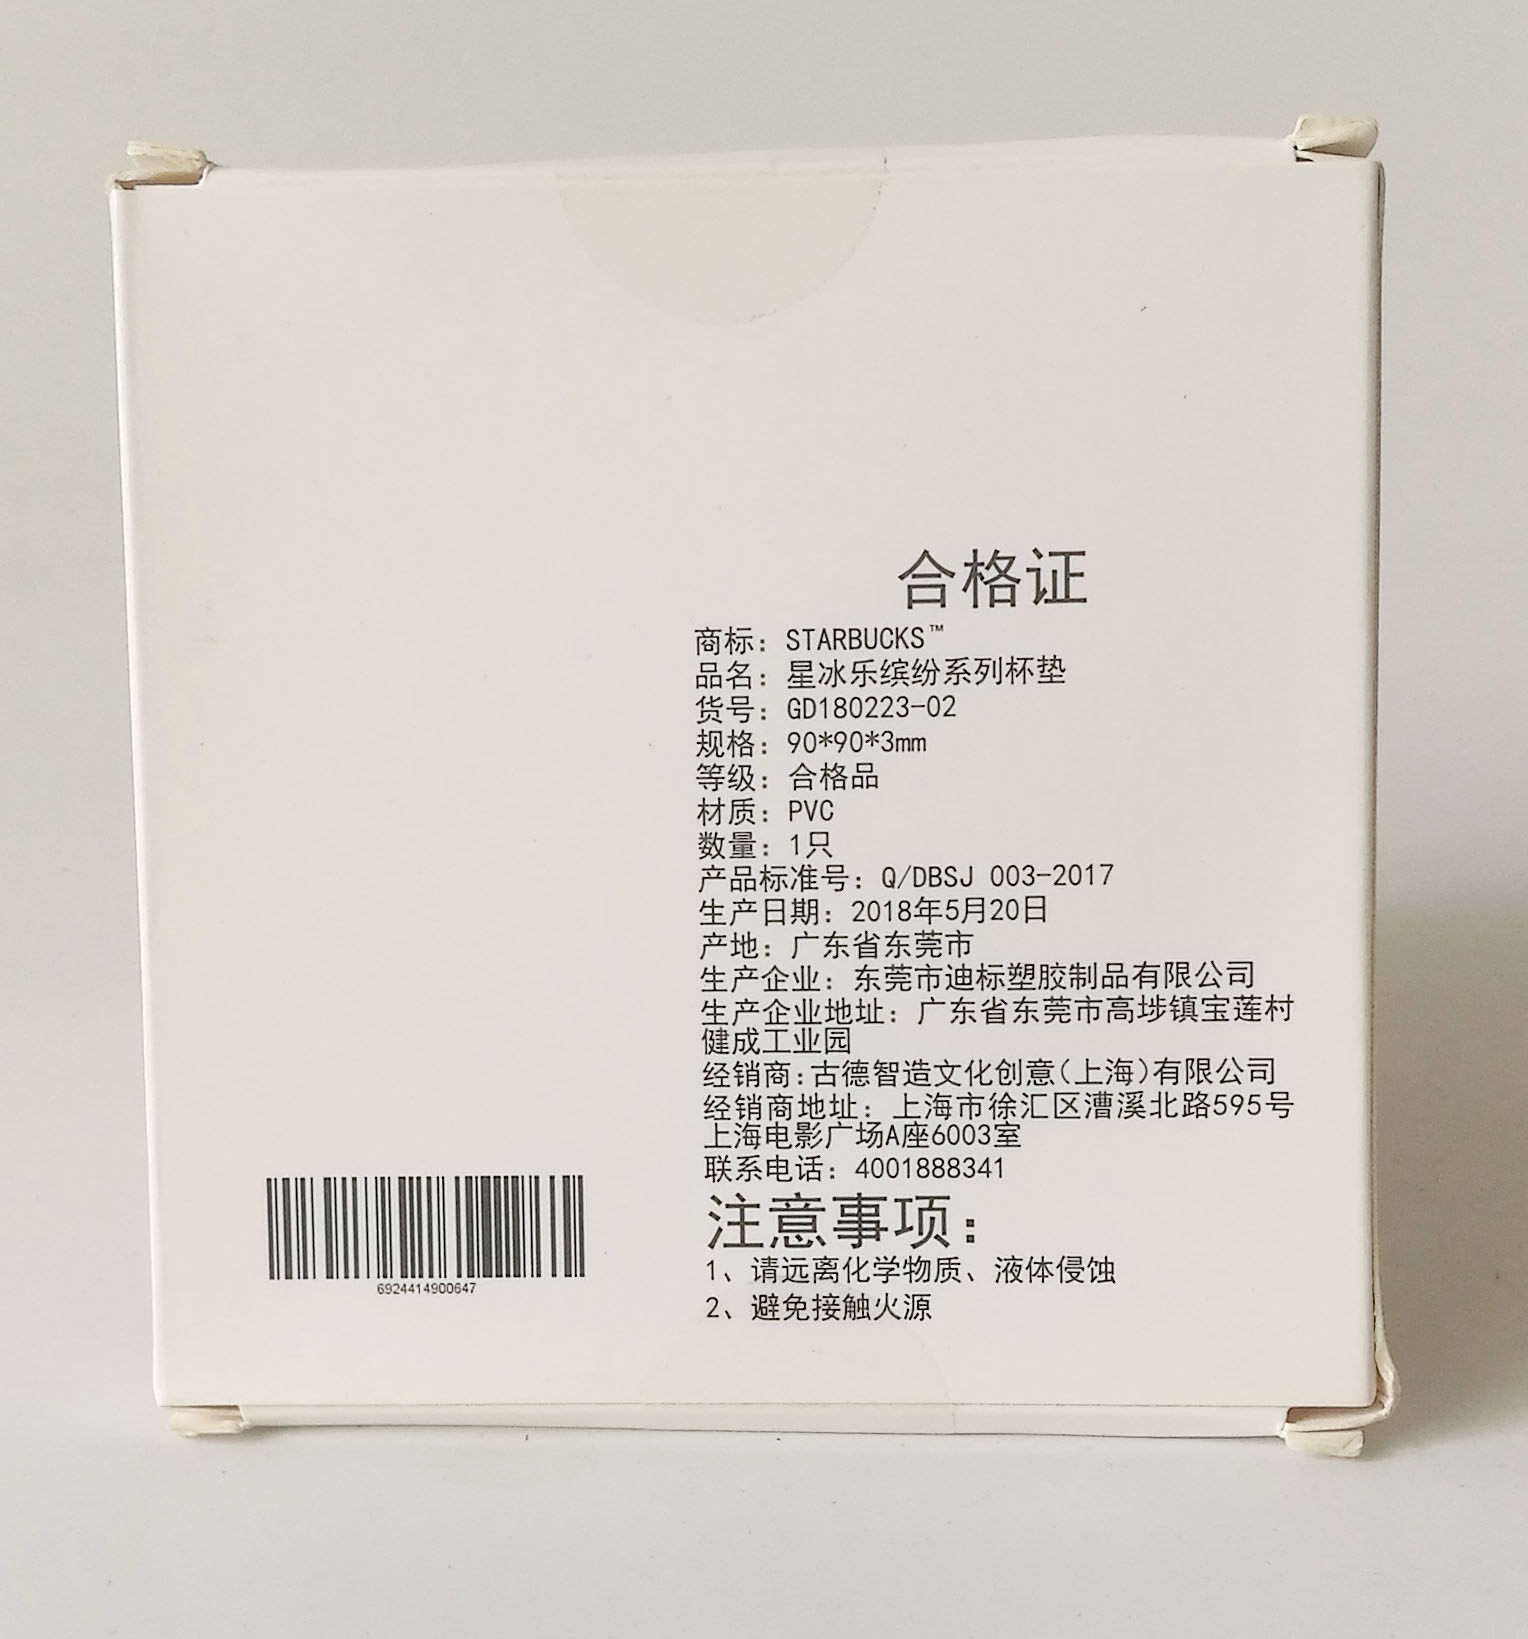 合格证
商标：STARBUCKS™
品名：星冰乐缤纷系列杯垫
货号：GD180223-02
规格：90*90*3mm
等级：合格品
材质：PVC
数量：1只
产品标准号：Q/DBSJ 003-2017
生产日期：2018年5月20日
产地：广东省东莞市
生产企业：东莞市迪标塑胶制品有限公司
生产企业地址：广东省东莞市高埗镇宝莲村
健成工业园
经销商：古德智造文化创意（上海）有限公司
经销商地址：上海市徐汇区漕溪北路595号
上海电影广场A座6003室
联系电话：4001888341
注意事项：
1、请远离化学物质、液体侵蚀
2、避免接触火源
6924414900647